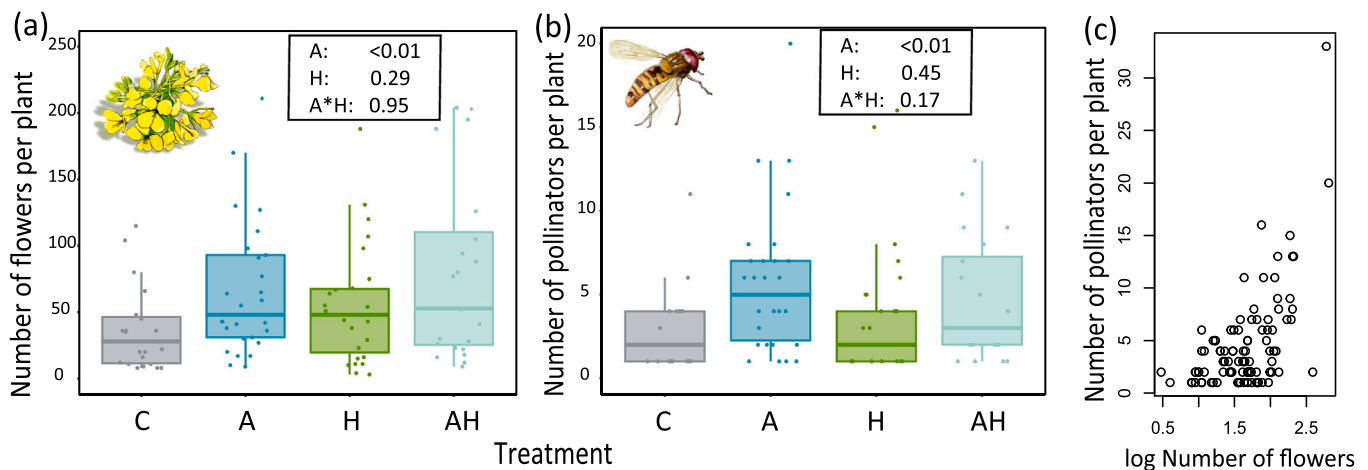 (a)
Number of flowers per plant
250
200
150
100
50
0
A: <0.01
H: 0.29
A*H: 0.95
C A H AH
(b)
Number of pollinators per plant
20
15
10
5
0
A: <0.01
H: 0.45
A*H: 0.17
C A H AH
Treatment
(c)
Number of pollinators per plant
30
25
20
15
10
5
0
0.5 1.5 2.5
log Number of flowers